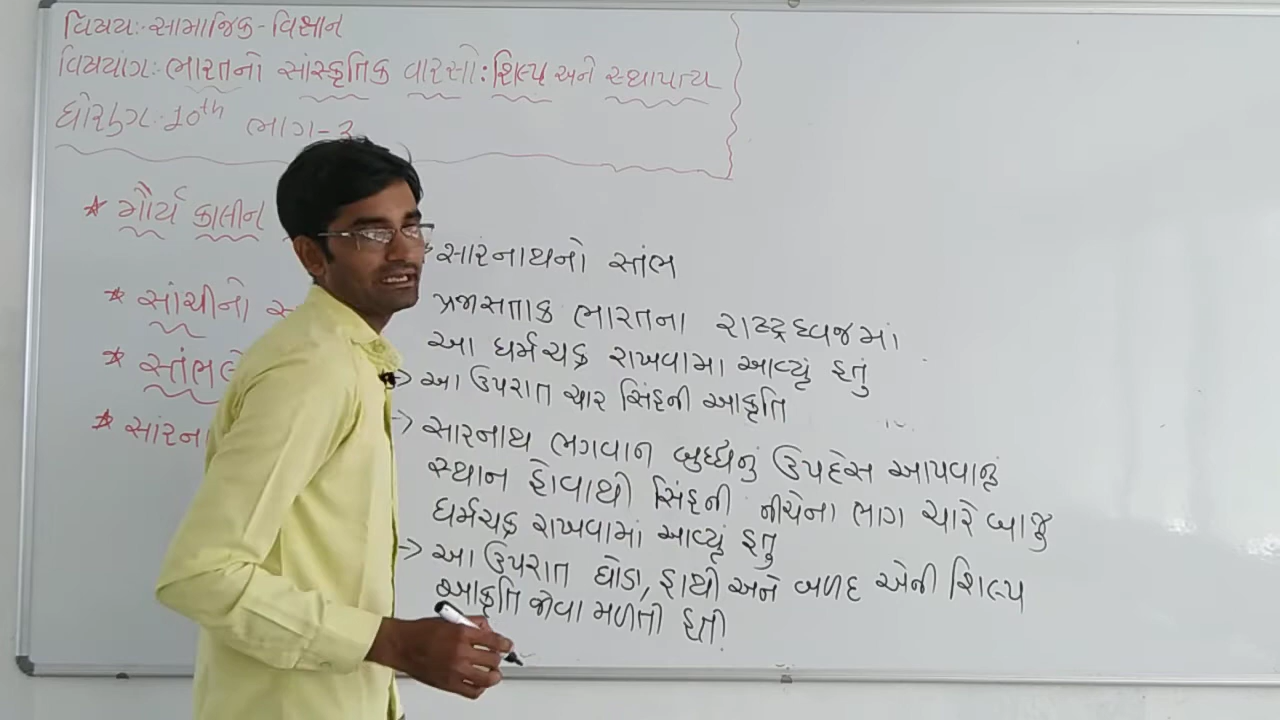 વિષયઃ- સામાજિક - વિજ્ઞાન
વિષયાંગઃ- ભારતનો સાંસ્કૃતિક વારસો : શિલ્પ અને સ્થાપત્ય
ધોરણઃ- 10th ભાગ - 3
* મૌર્ય કાલીન
* સાંચીનો
*
*
સારનાથનો સ્તંભ
પ્રજાસત્તાક ભારતના રાષ્ટ્રધ્વજમાં
આ ધર્મચક્ર રાખવામા આવ્યું હતું
-> આ ઉપરાત ચાર સિંહની આકૃતિ
-> સારનાથ ભગવાન બુધ્ધનું ઉપદેસ આપવાનું
સ્થાન હોવાથી સિંહની નીચેના ભાગ ચારે બાજુ
ધર્મચક્ર રાખવામાં આવ્યું હતુ
-> આ ઉપરાત ઘોડા, હાથી અને બળદ એની શિલ્પ
આકૃતિ જોવા મળતી હતી.